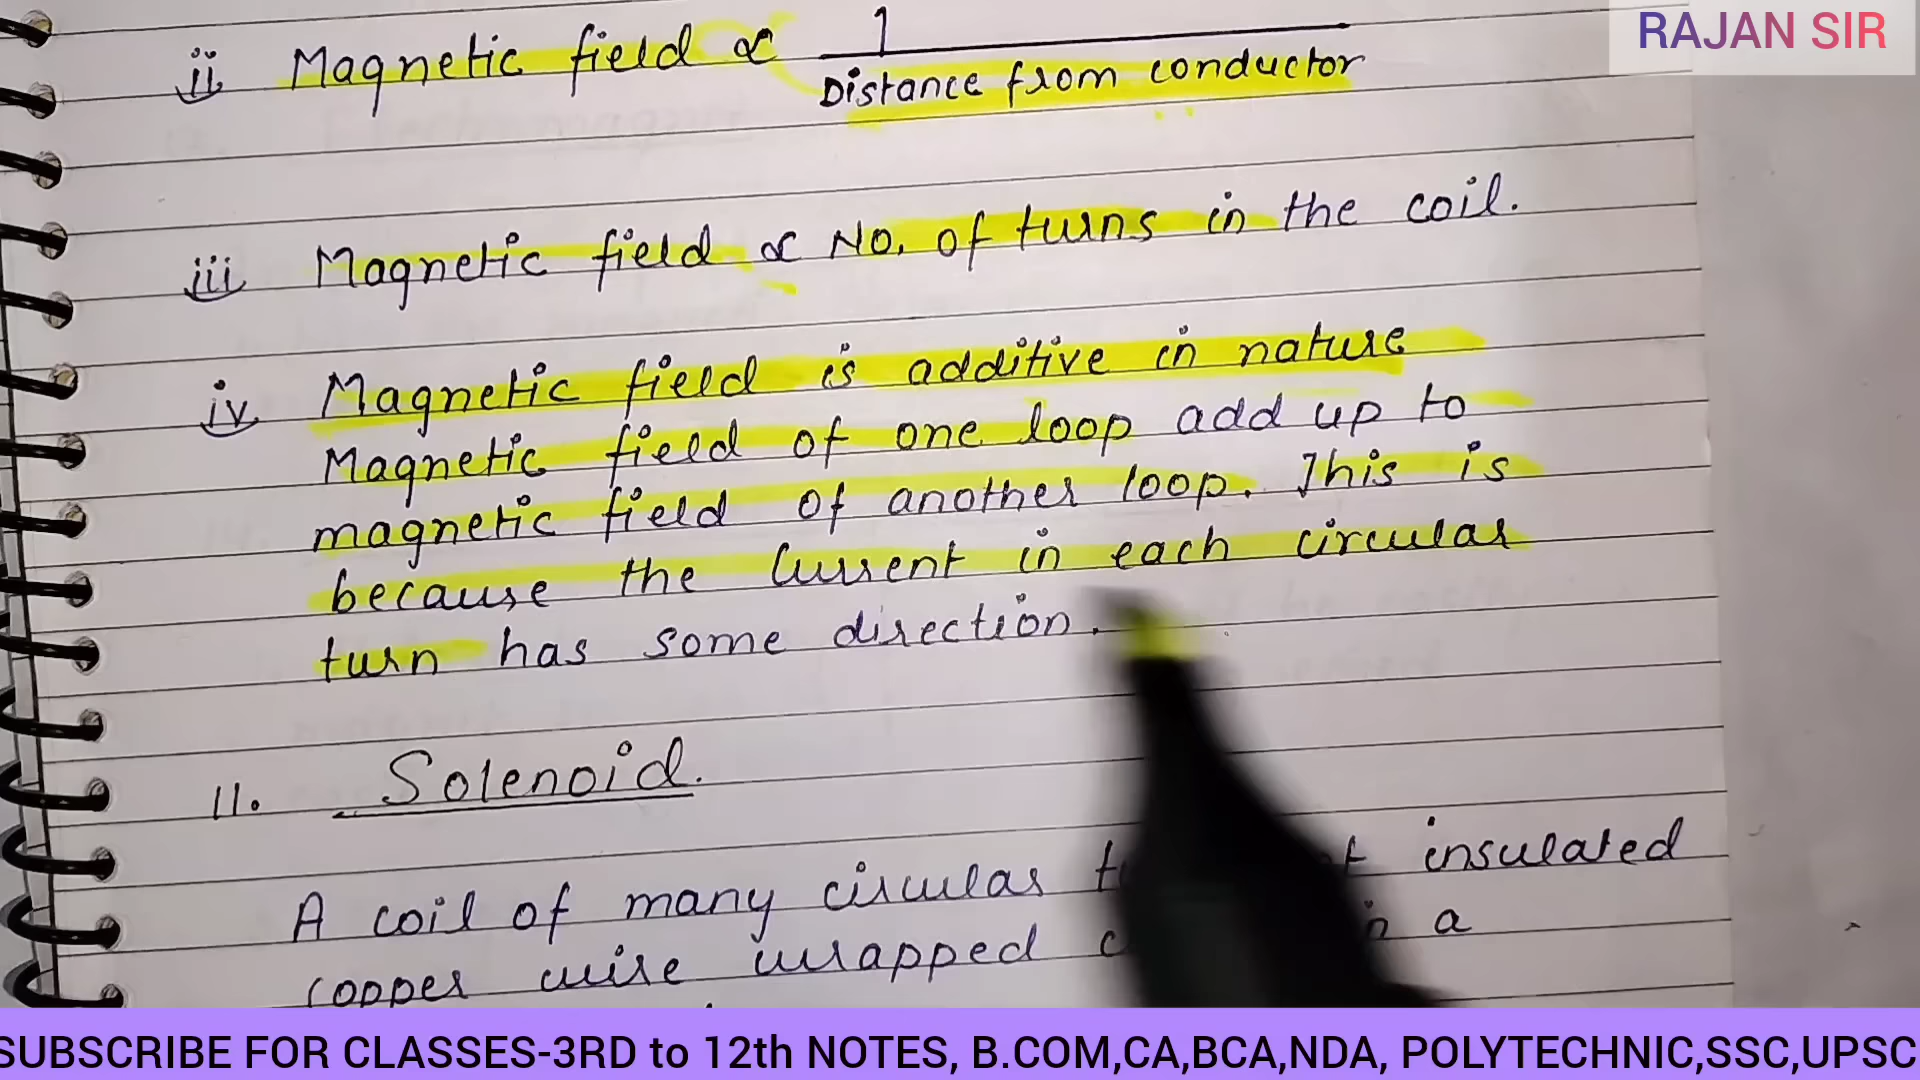 RAJAN SIR
ii Magnetic field ∝ 1
Distance from conductor
iii Magnetic field ∝ No. of turns in the coil.
iv Magnetic field is additive in nature
Magnetic field of one loop add up to
magnetic field of another loop. This is
because the Current in each circular
turn has some direction.
11. Solenoid.
A coil of many circular insulated
copper wire wrapped a
SUBSCRIBE FOR CLASSES-3RD to 12th NOTES, B.COM,CA,BCA,NDA, POLYTECHNIC,SSC,UPSC